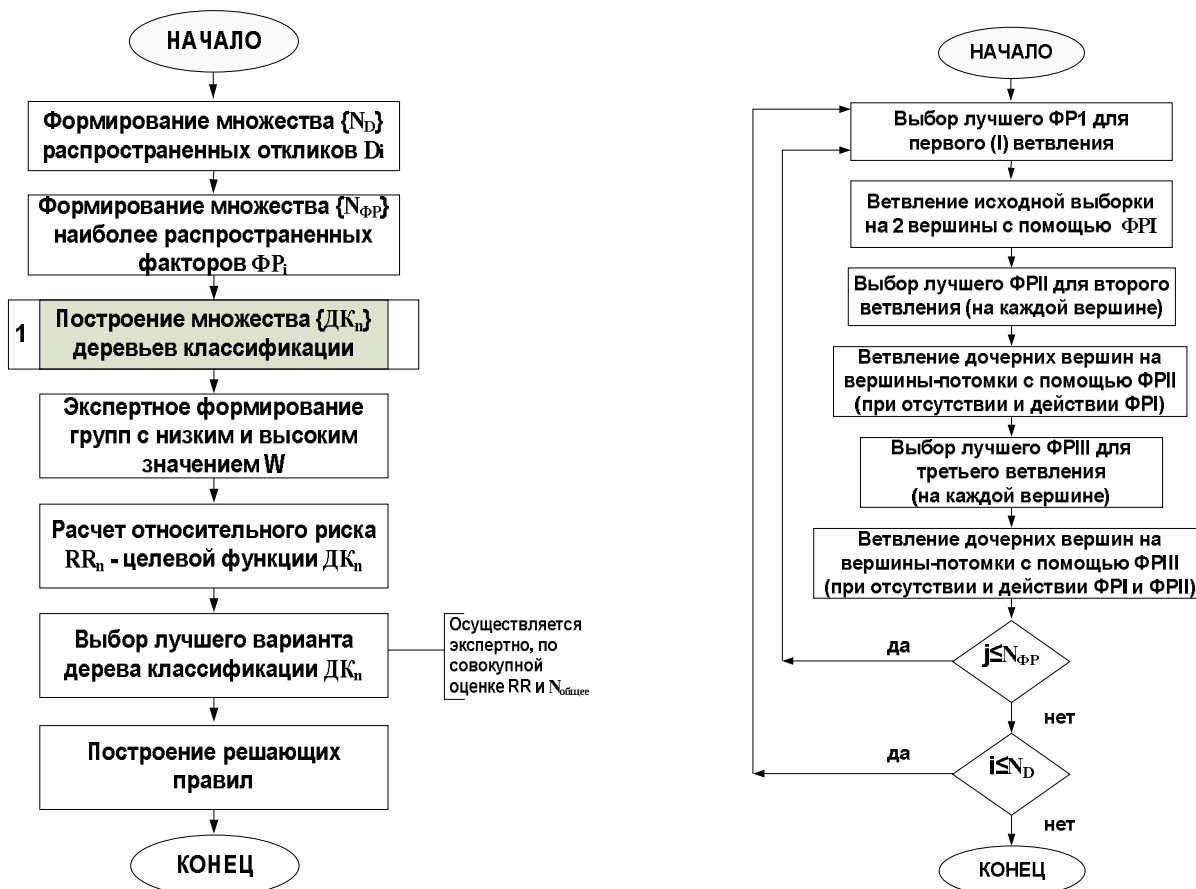 НАЧАЛО
Формирование множества {N_D}
распространенных откликов Di
Формирование множества {N_ФР}
наиболее распространенных
факторов ФР_i
1
Построение множества {ДК_n}
деревьев классификации
Экспертное формирование
групп с низким и высоким
значением W
Расчет относительного риска
RR_n - целевой функции ДК_n
Выбор лучшего варианта
дерева классификации ДК_n
Осуществляется
экспертно, по
совокупной
оценке RR и N_общее
Построение решающих
правил
КОНЕЦ
НАЧАЛО
Выбор лучшего ФР1 для
первого (I) ветвления
Ветвление исходной выборки
на 2 вершины с помощью ФРI
Выбор лучшего ФРII для второго
ветвления (на каждой вершине)
Ветвление дочерних вершин на
вершины-потомки с помощью ФРII
(при отсутствии и действии ФРI)
Выбор лучшего ФРIII для
третьего ветвления
(на каждой вершине)
Ветвление дочерних вершин на
вершины-потомки с помощью ФРIII
(при отсутствии и действии ФРI и ФРII)
да
j≤N_ФР
нет
да
i≤N_D
нет
КОНЕЦ